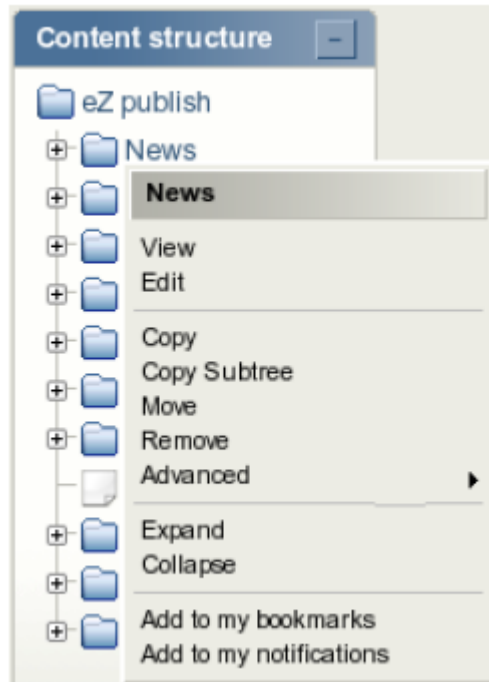 Content structure
eZ publish
News
News
View
Edit
Copy
Copy Subtree
Move
Remove
Advanced
Expand
Collapse
Add to my bookmarks
Add to my notifications